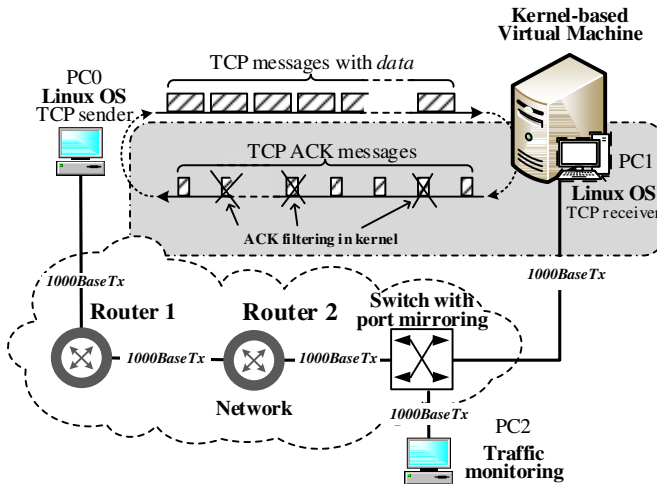 Kernel-based
Virtual Machine
PC0
Linux OS
TCP sender
TCP messages with data
TCP ACK messages
PC1
Linux OS
TCP receiver
ACK filtering in kernel
1000BaseTx
1000BaseTx
Router 1
Router 2
Switch with
port mirroring
1000BaseTx
1000BaseTx
1000BaseTx
Network
1000BaseTx
PC2
Traffic
monitoring